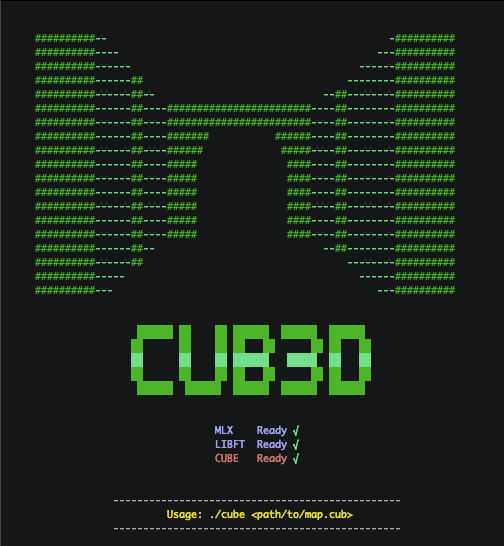 CUB3D
MLX Ready √
LIBFT Ready √
CUBE Ready √
------------------------------------------------
Usage: ./cube <path/to/map.cub>
------------------------------------------------